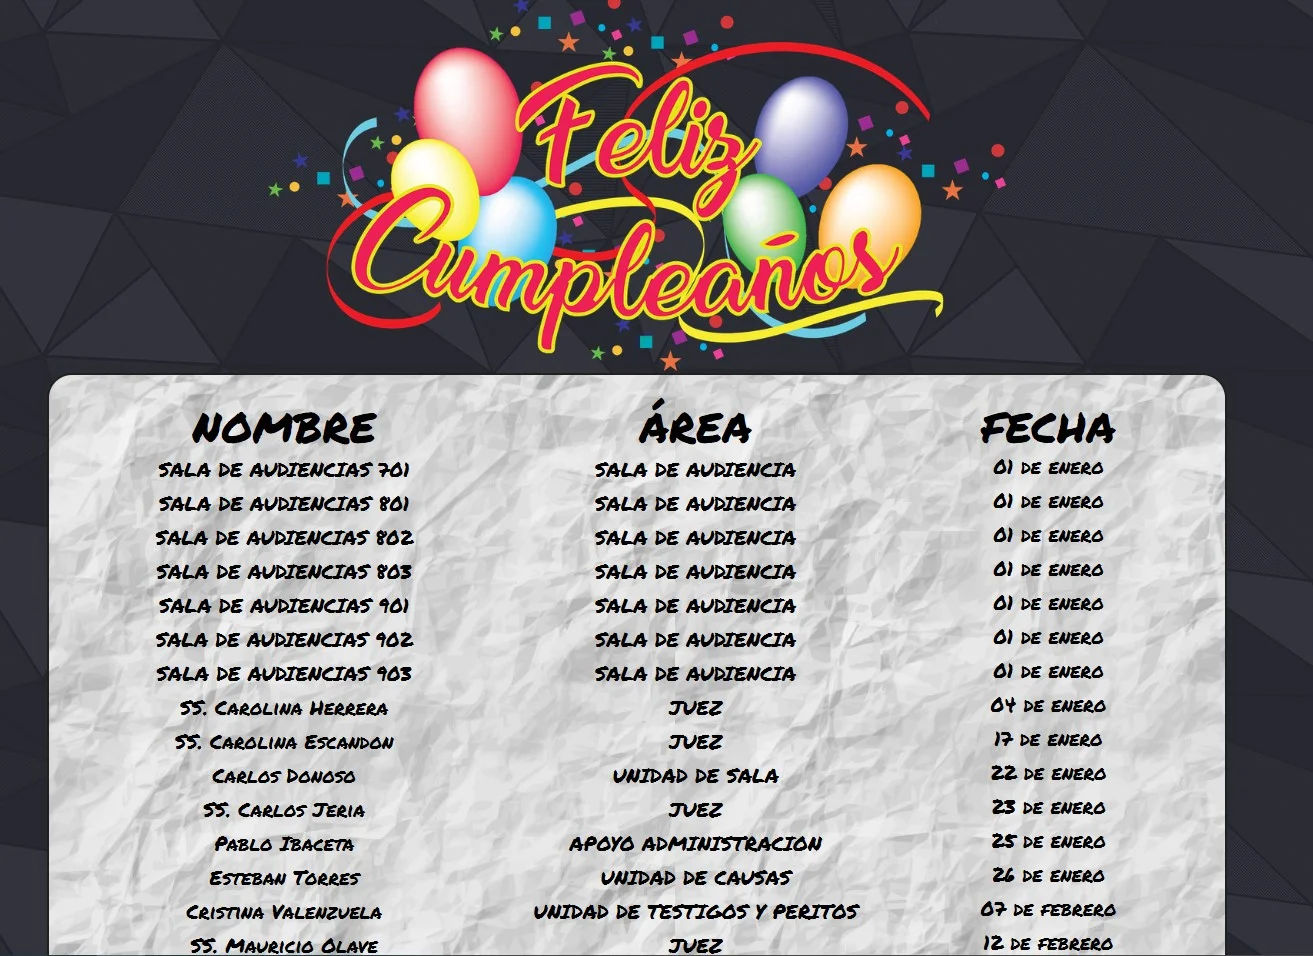 Feliz
Cumpleaños
NOMBRE ÁREA FECHA
SALA DE AUDIENCIAS 701 SALA DE AUDIENCIA 01 DE ENERO
SALA DE AUDIENCIAS 801 SALA DE AUDIENCIA 01 DE ENERO
SALA DE AUDIENCIAS 802 SALA DE AUDIENCIA 01 DE ENERO
SALA DE AUDIENCIAS 803 SALA DE AUDIENCIA 01 DE ENERO
SALA DE AUDIENCIAS 901 SALA DE AUDIENCIA 01 DE ENERO
SALA DE AUDIENCIAS 902 SALA DE AUDIENCIA 01 DE ENERO
SALA DE AUDIENCIAS 903 SALA DE AUDIENCIA 01 DE ENERO
SS. Carolina Herrera JUEZ 04 DE ENERO
SS. Carolina Escandon JUEZ 17 DE ENERO
Carlos Donoso UNIDAD DE SALA 22 DE ENERO
SS. Carlos Jeria JUEZ 23 DE ENERO
Pablo Ibaceta APOYO ADMINISTRACION 25 DE ENERO
Esteban Torres UNIDAD DE CAUSAS 26 DE ENERO
Cristina Valenzuela UNIDAD DE TESTIGOS Y PERITOS 07 DE FEBRERO
SS. Mauricio Olave JUEZ 12 DE FEBRERO